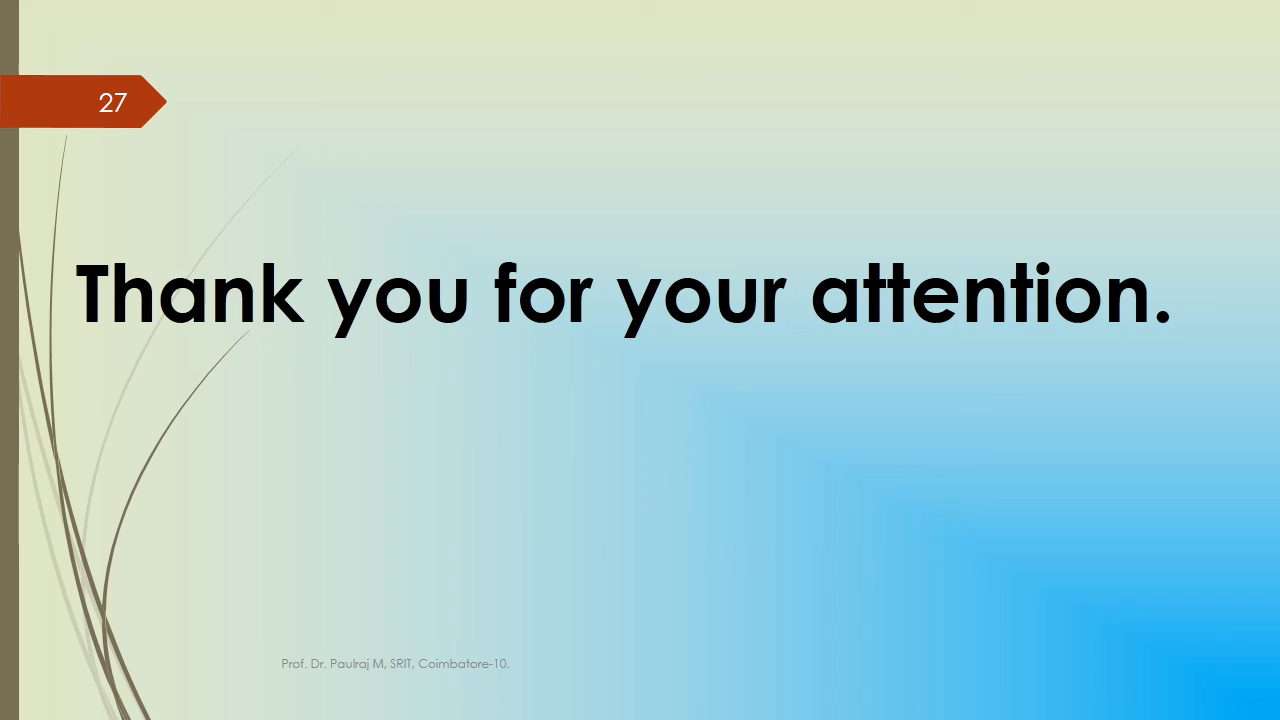 27
Thank you for your attention.
Prof. Dr. Paulraj M, SRIT, Coimbatore-10.